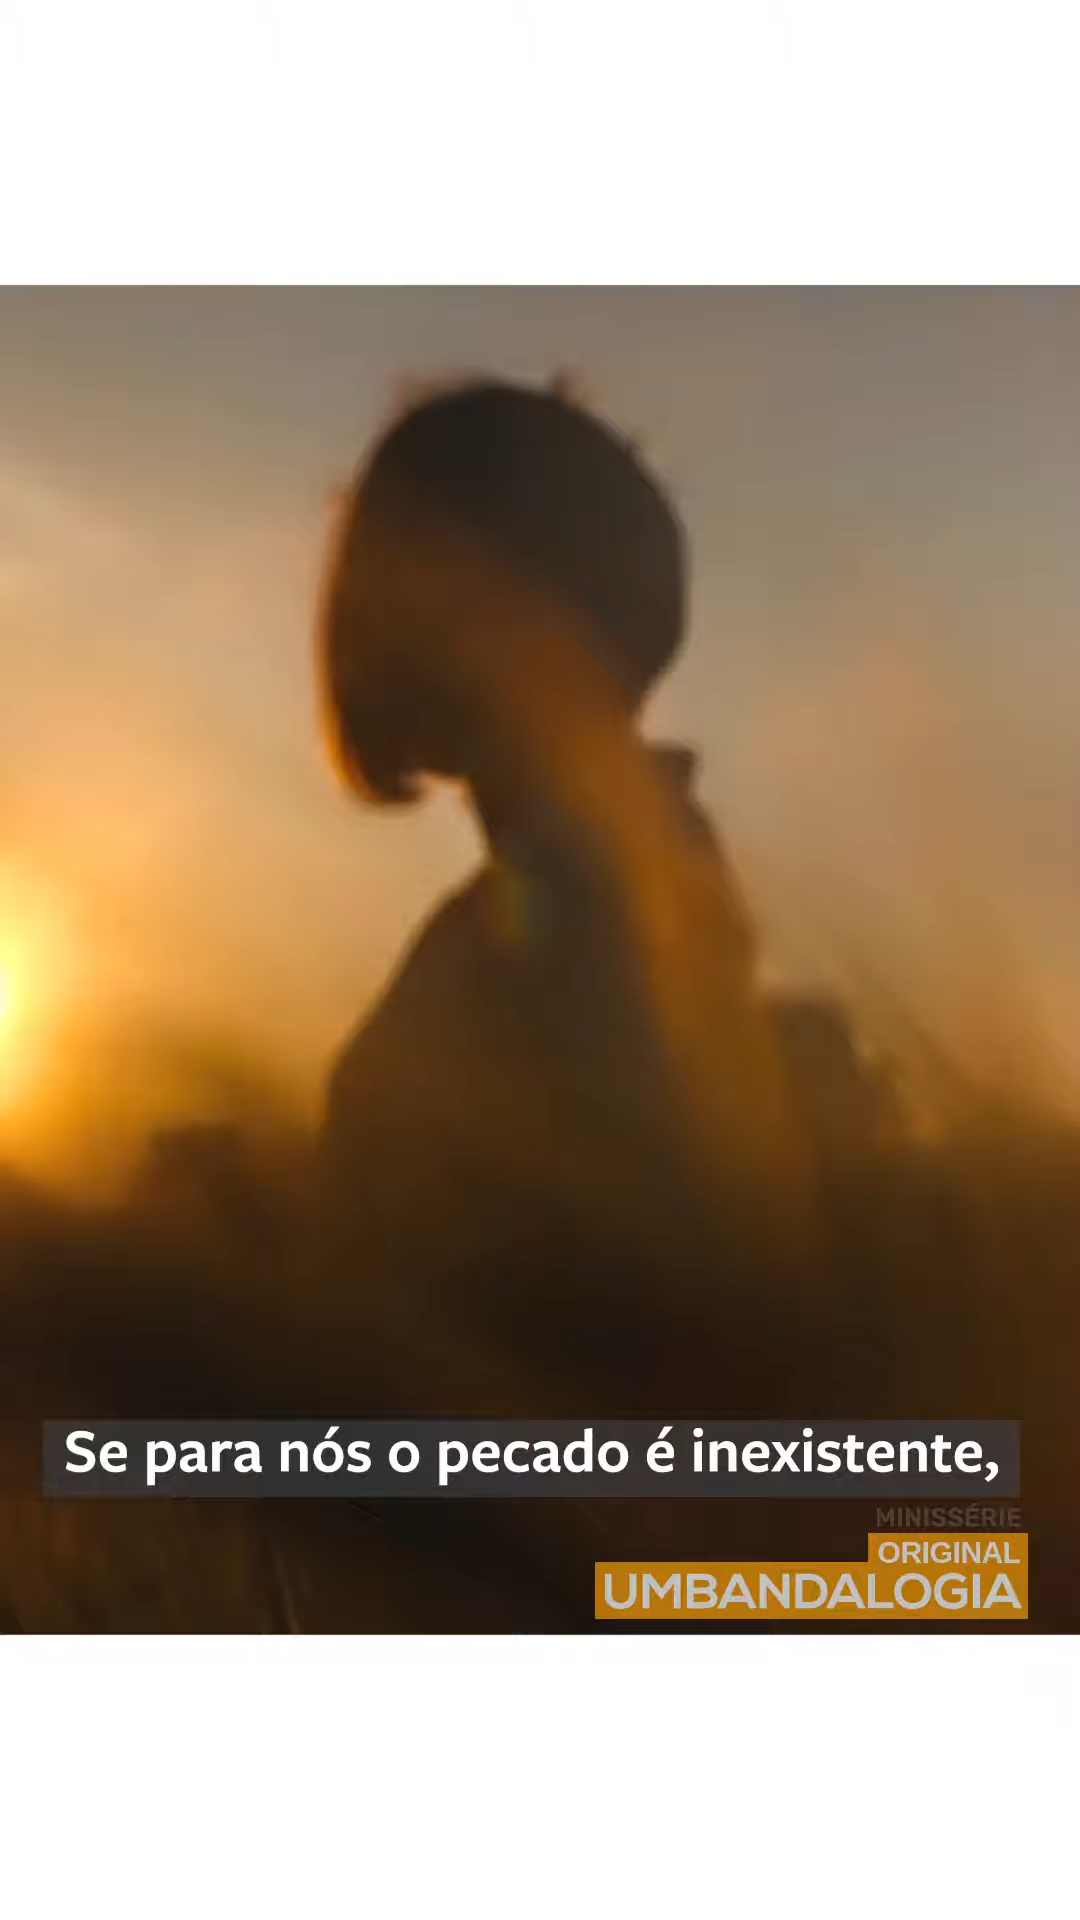 Se para nós o pecado é inexistente,
MINISSÉRIE
ORIGINAL
UMBANDALOGIA